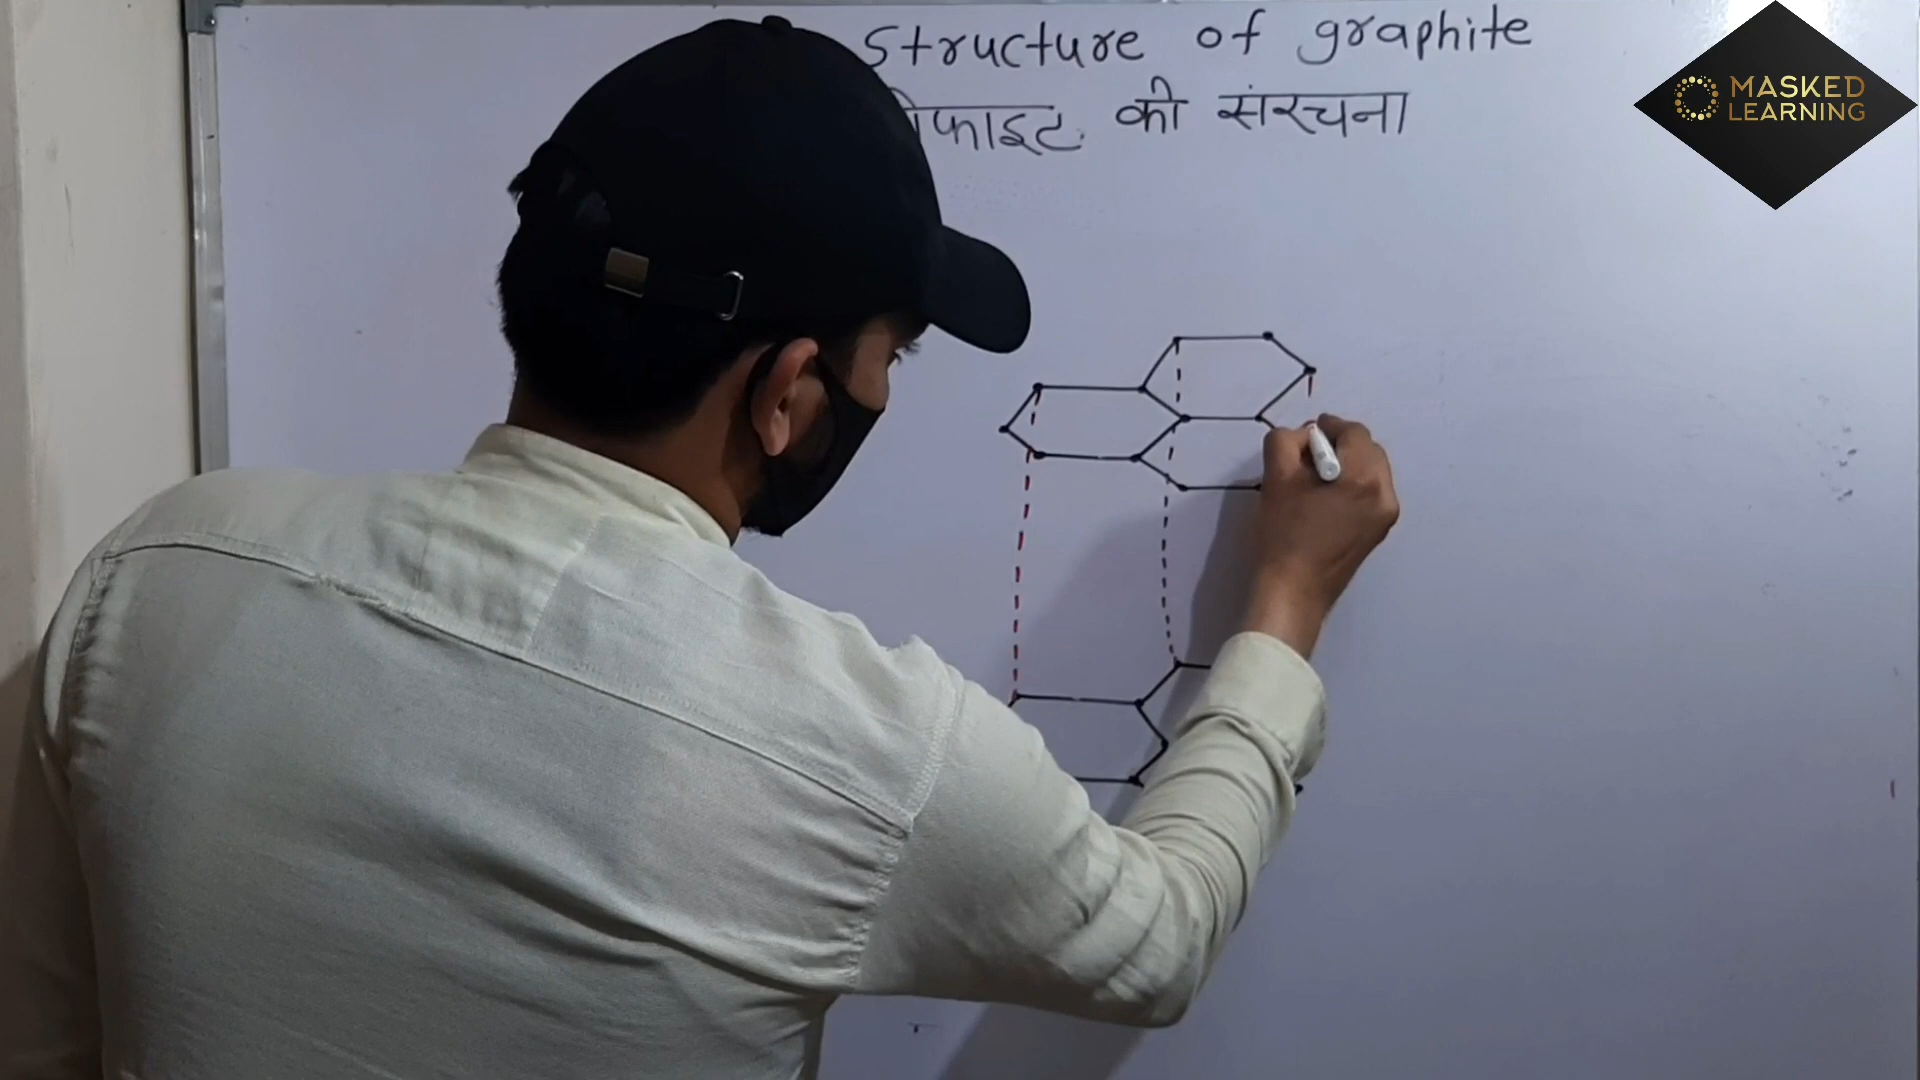 Structure of graphite
की संरचना
MASKED
LEARNING